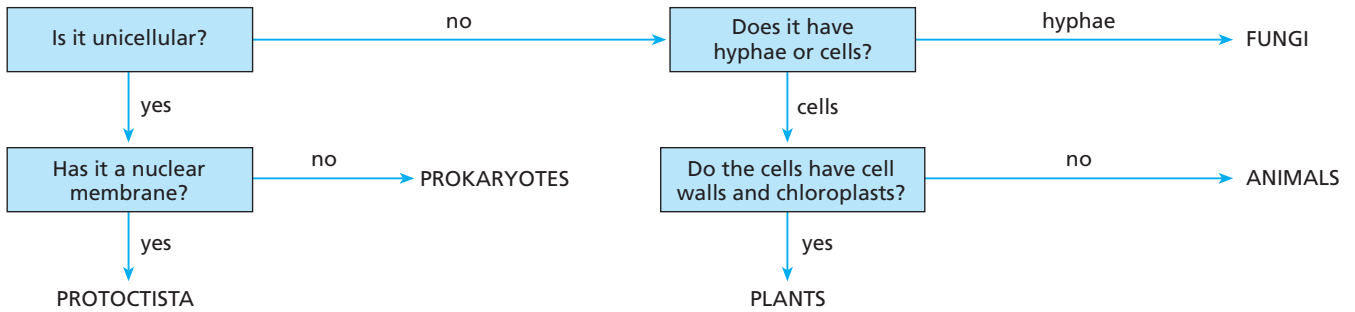 Is it unicellular?
no
Does it have
hyphae or cells?
hyphae
FUNGI
yes
cells
Has it a nuclear
membrane?
no
PROKARYOTES
Do the cells have cell
walls and chloroplasts?
no
ANIMALS
yes
yes
PROTOCTISTA
PLANTS